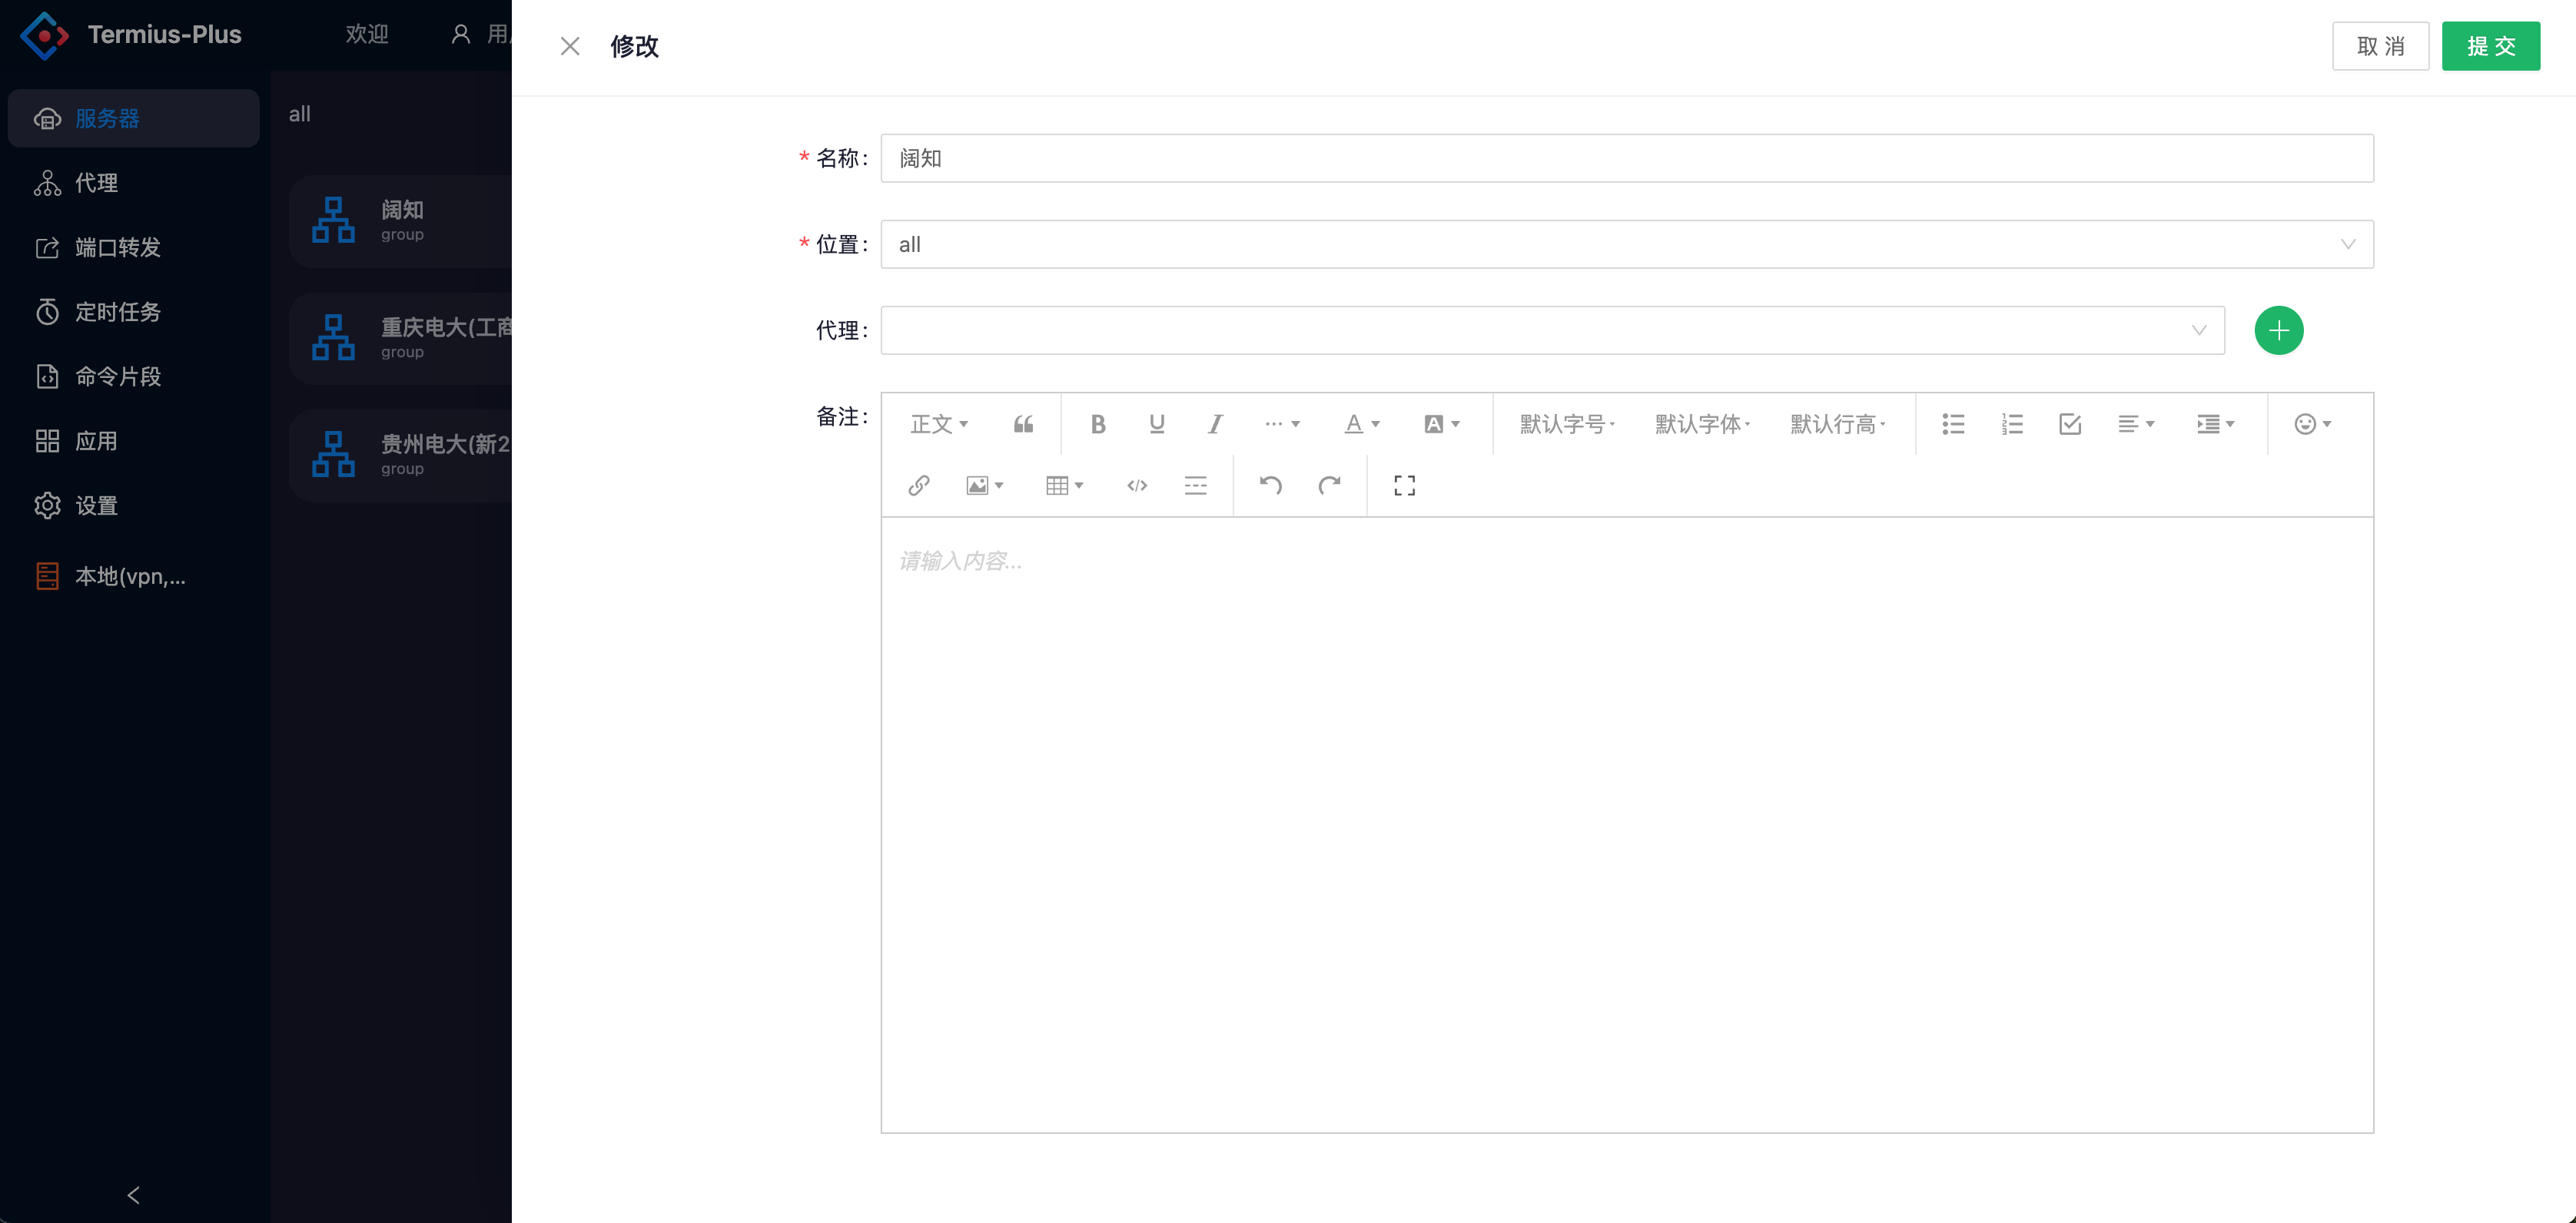 Termius-Plus
欢迎
用
服务器
代理
端口转发
定时任务
命令片段
应用
设置
本地(vpn,...
all
阔知
group
重庆电大(工商
group
贵州电大(新2
group
修改
取 消
提 交
* 名称:
阔知
* 位置:
all
代理:
备注:
正文
默认字号
默认字体
默认行高
请输入内容...